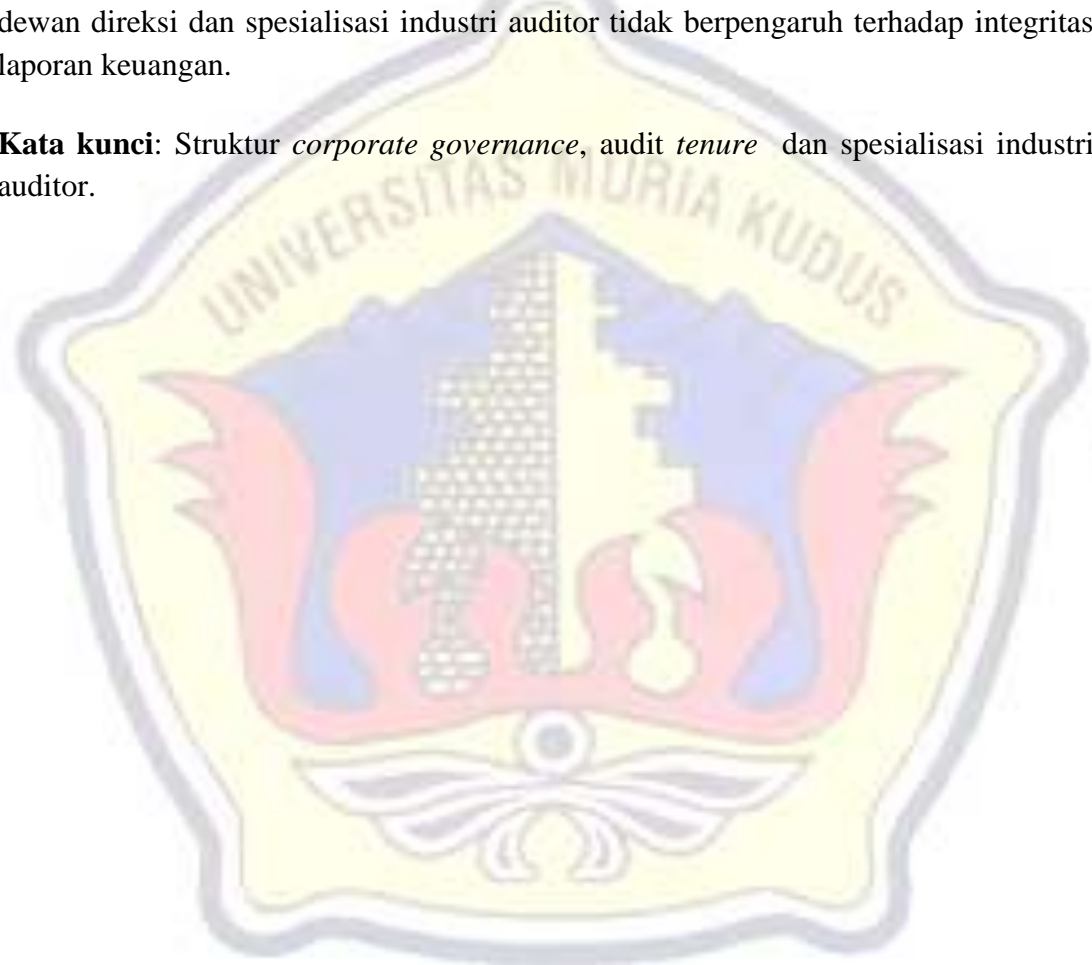 dewan direksi dan spesialisasi industri auditor tidak berpengaruh terhadap integritas
laporan keuangan.
Kata kunci: Struktur corporate governance, audit tenure dan spesialisasi industri
auditor.
UNIVERSITAS MURIA KUDUS